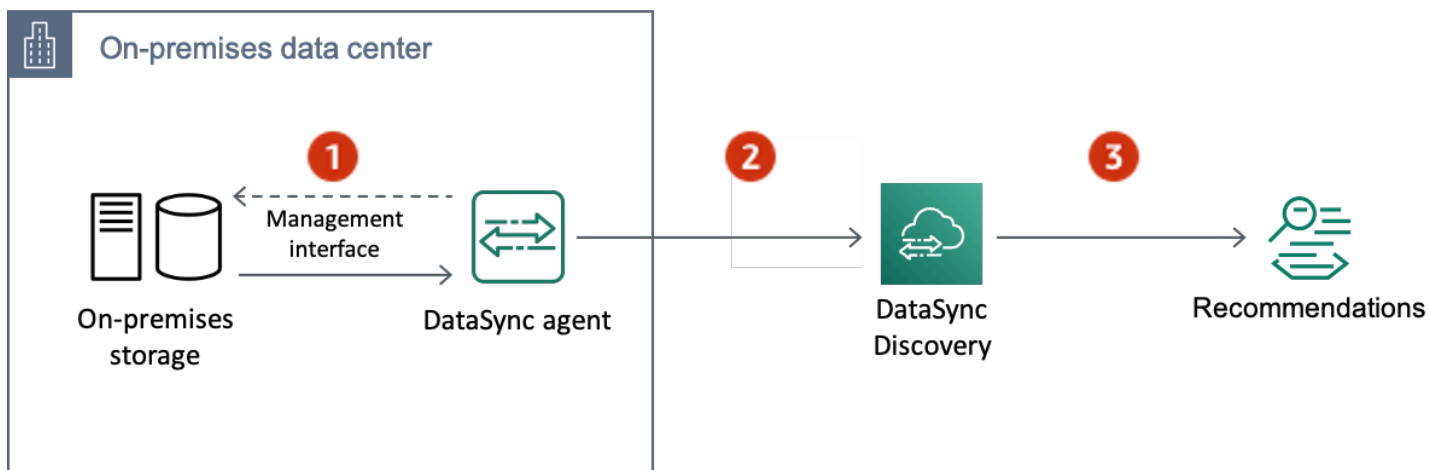 On-premises data center
1
2
3
Management
interface
On-premises
storage
DataSync agent
DataSync
Discovery
Recommendations